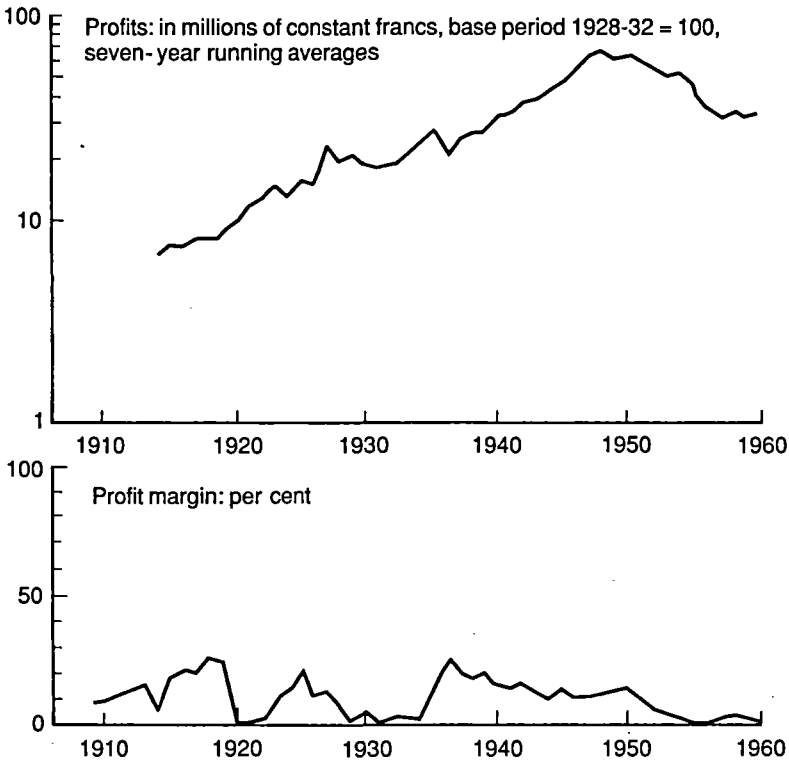 100
Profits: in millions of constant francs, base period 1928-32 = 100,
seven-year running averages
10
1
1910 1920 1930 1940 1950 1960
100
Profit margin: per cent
50
0
1910 1920 1930 1940 1950 1960